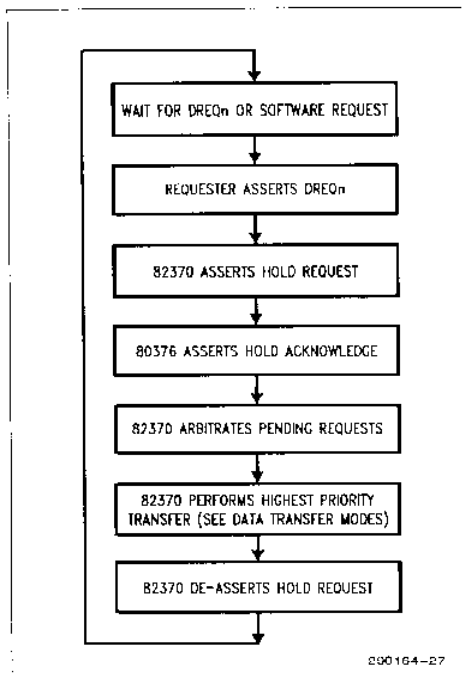 WAIT FOR DREQn OR SOFTWARE REQUEST
REQUESTER ASSERTS DREQn
82370 ASSERTS HOLD REQUEST
80376 ASSERTS HOLD ACKNOWLEDGE
82370 ARBITRATES PENDING REQUESTS
82370 PERFORMS HIGHEST PRIORITY
TRANSFER (SEE DATA TRANSFER MODES)
82370 DE-ASSERTS HOLD REQUEST
290164-27